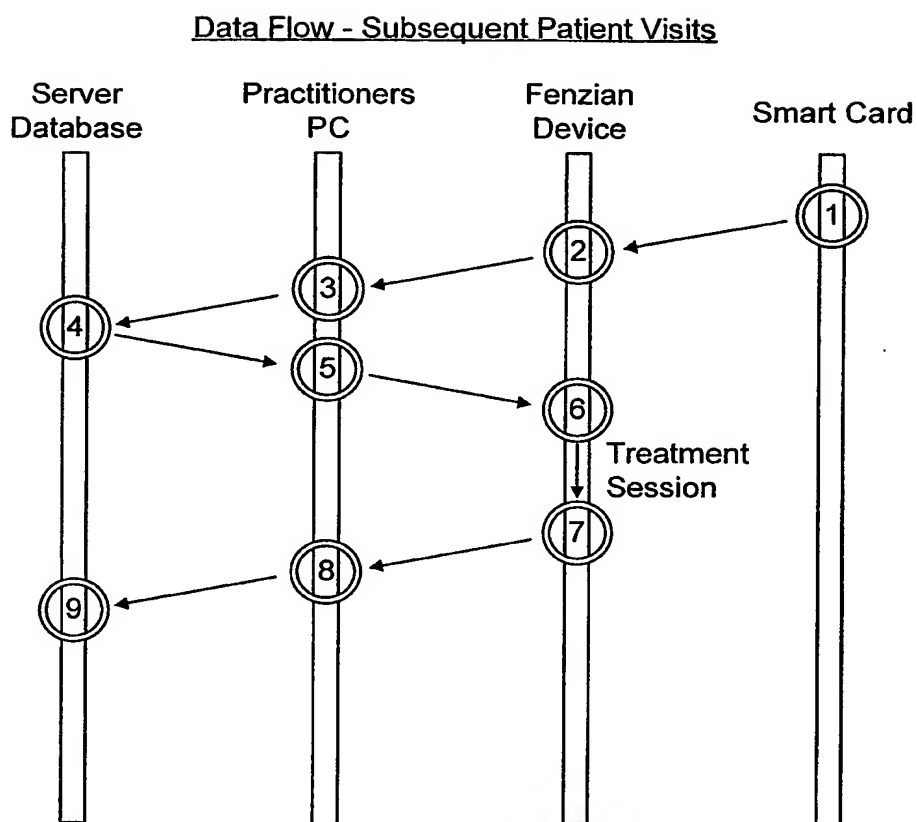 Data Flow - Subsequent Patient Visits
Server
Database
Practitioners
PC
Fenzian
Device
Smart Card
1
2
3
4
5
6
Treatment
Session
7
8
9